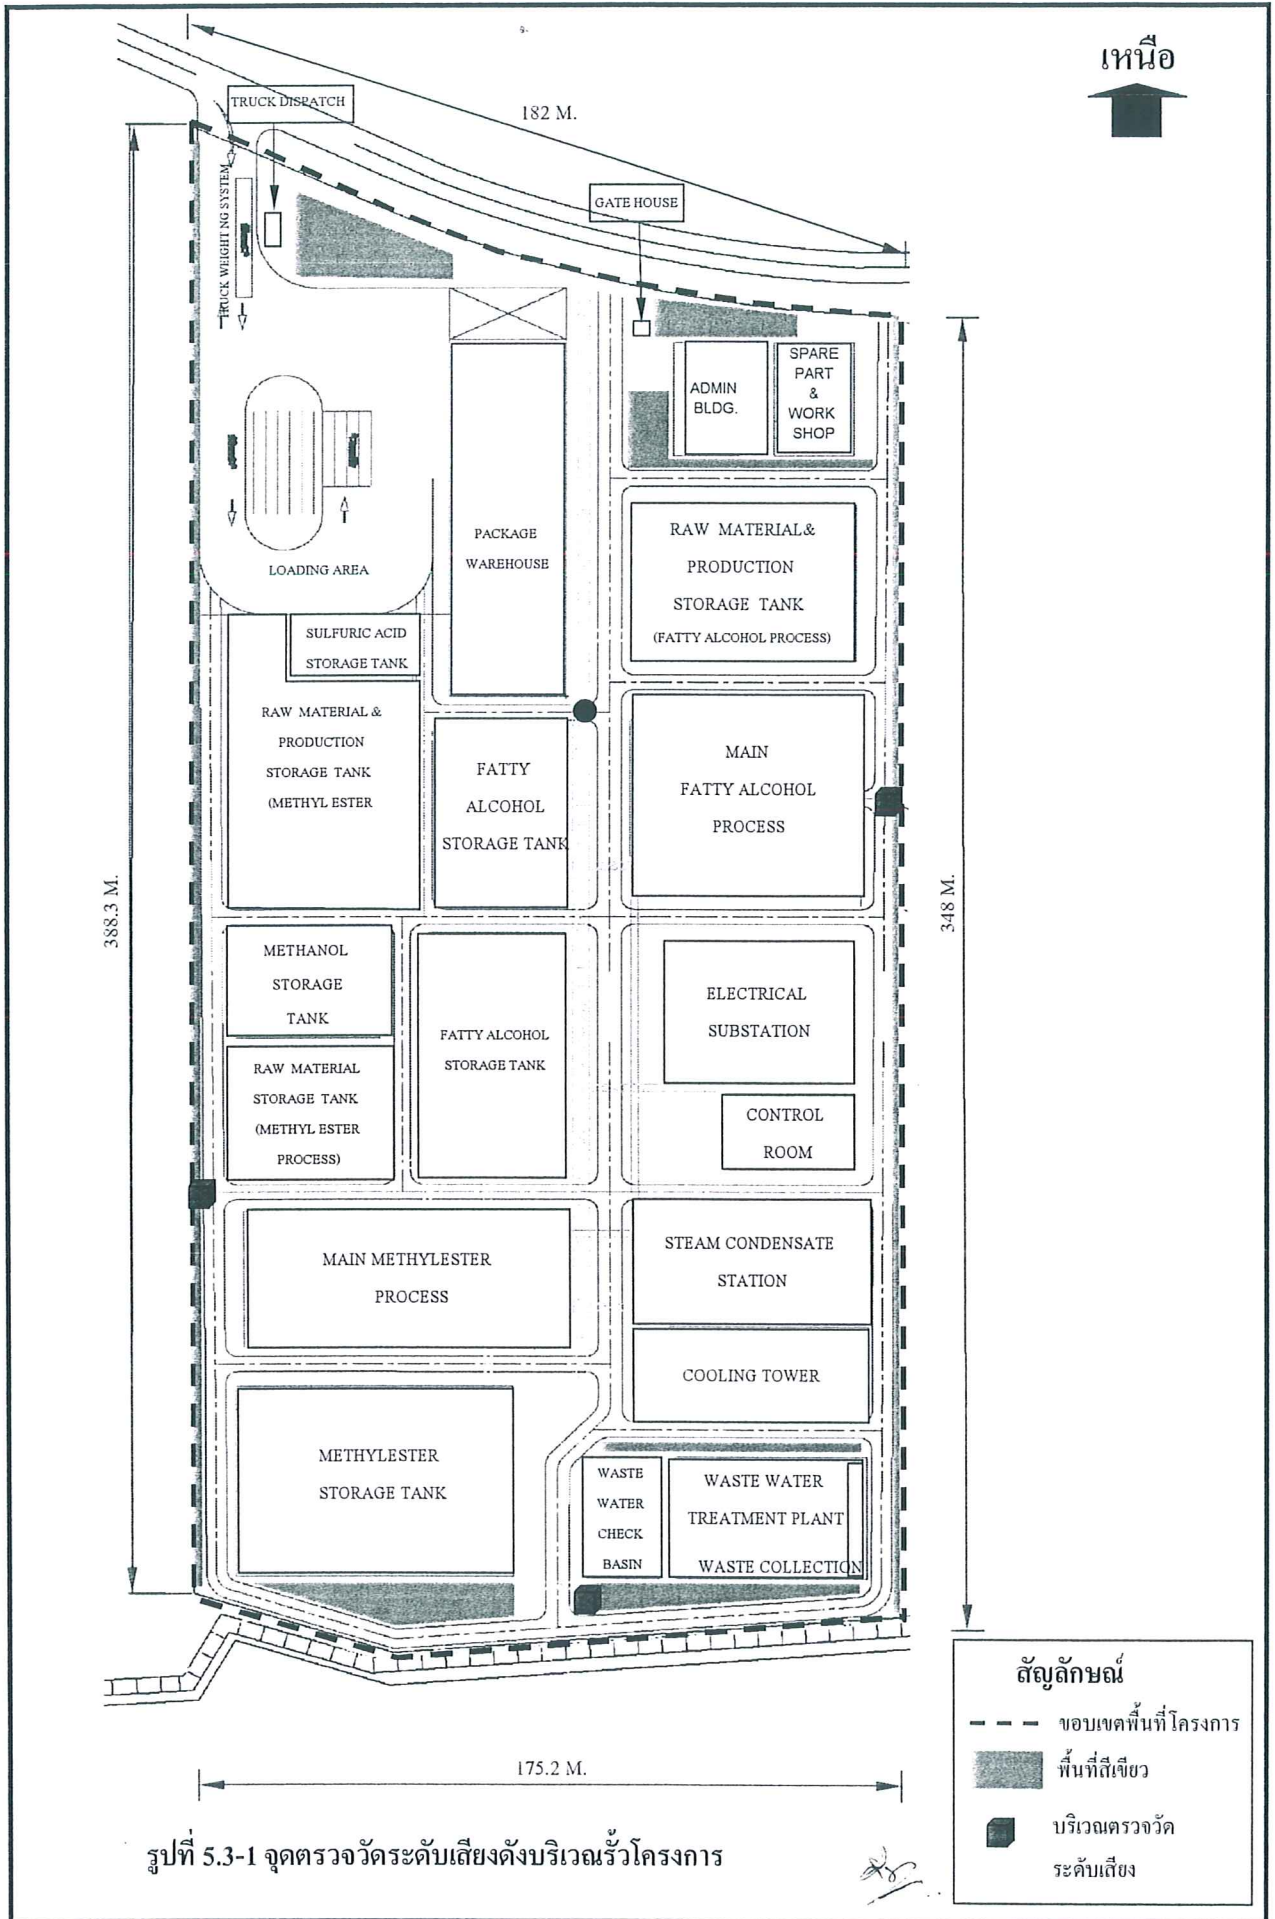 เหนือ
182 M.
TRUCK DISPATCH
GATE HOUSE
TRUCK WEIGHT NG SYSTEM
ADMIN
BLDG.
SPARE
PART
&
WORK
SHOP
PACKAGE
WAREHOUSE
RAW MATERIAL&
PRODUCTION
STORAGE TANK
(FATTY ALCOHOL PROCESS)
LOADING AREA
SULFURIC ACID
STORAGE TANK
RAW MATERIAL &
PRODUCTION
STORAGE TANK
(METHYL ESTER
FATTY
ALCOHOL
STORAGE TANK
MAIN
FATTY ALCOHOL
PROCESS
388.3 M.
348 M.
METHANOL
STORAGE
TANK
FATTY ALCOHOL
STORAGE TANK
ELECTRICAL
SUBSTATION
RAW MATERIAL
STORAGE TANK
(METHYL ESTER
PROCESS)
CONTROL
ROOM
MAIN METHYLESTER
PROCESS
STEAM CONDENSATE
STATION
COOLING TOWER
METHYLESTER
STORAGE TANK
WASTE
WATER
CHECK
BASIN
WASTE WATER
TREATMENT PLANT
WASTE COLLECTION
175.2 M.
สัญลักษณ์
ขอบเขตพื้นที่โครงการ
พื้นที่สีเขียว
บริเวณตรวจวัด
ระดับเสียง
รูปที่ 5.3-1 จุดตรวจวัดระดับเสียงดังบริเวณรั้วโครงการ